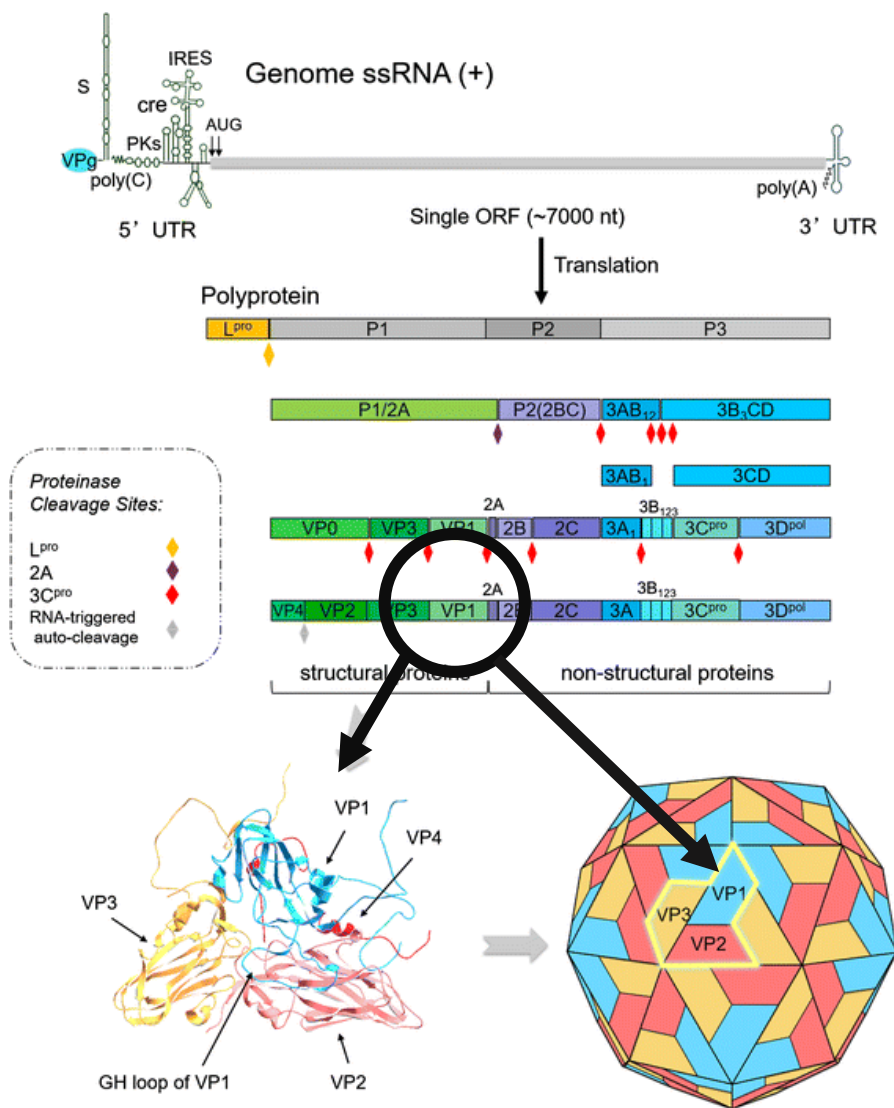 IRES
Genome ssRNA (+)
S
cre
AUG
PKs
VPg
poly(C)
poly(A)
5' UTR
Single ORF (~7000 nt)
3' UTR
Translation
Polyprotein
Lpro
P1
P2
P3
P1/2A
P2(2BC)
3AB12
3B3CD
3AB1
3CD
Proteinase
Cleavage Sites:
Lpro
2A
3Cpro
RNA-triggered
auto-cleavage
2A
3B123
VP0
VP3
VP1
2B
2C
3A1
3Cpro
3Dpol
2A
3B123
VP4
VP2
VP3
VP1
2B
2C
3A
3Cpro
3Dpol
structural proteins
non-structural proteins
VP1
VP4
VP3
GH loop of VP1
VP2
VP1
VP3
VP2